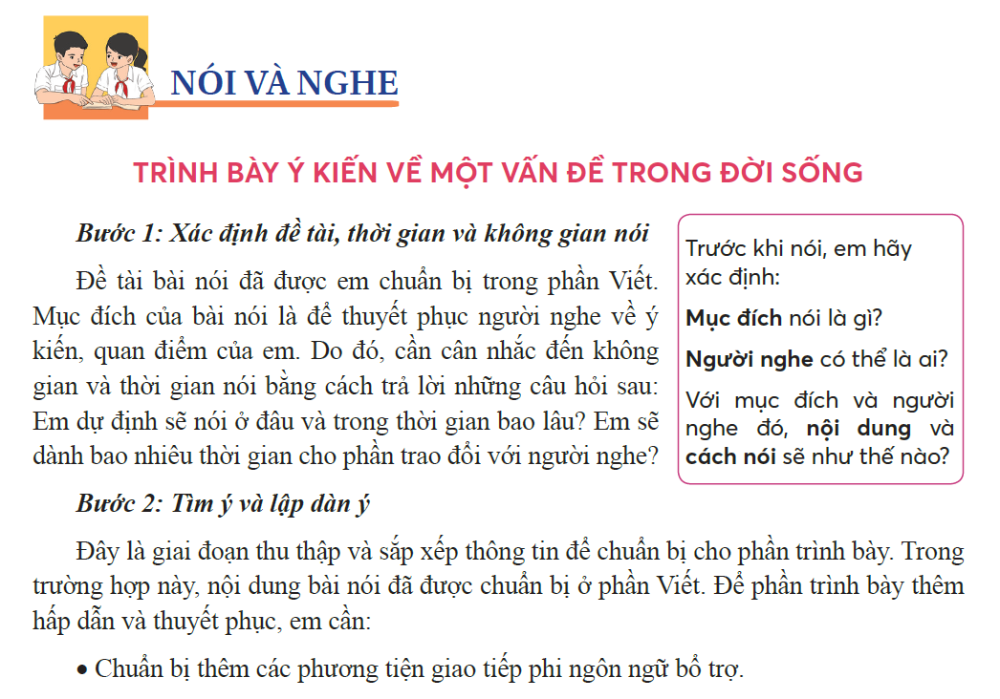 NÓI VÀ NGHE
TRÌNH BÀY Ý KIẾN VỀ MỘT VẤN ĐỀ TRONG ĐỜI SỐNG
Bước 1: Xác định đề tài, thời gian và không gian nói
Đề tài bài nói đã được em chuẩn bị trong phần Viết.
Mục đích của bài nói là để thuyết phục người nghe về ý
kiến, quan điểm của em. Do đó, cần cân nhắc đến không
gian và thời gian nói bằng cách trả lời những câu hỏi sau:
Em dự định sẽ nói ở đâu và trong thời gian bao lâu? Em sẽ
dành bao nhiêu thời gian cho phần trao đổi với người nghe?
Trước khi nói, em hãy
xác định:
Mục đích nói là gì?
Người nghe có thể là ai?
Với mục đích và người
nghe đó, nội dung và
cách nói sẽ như thế nào?
Bước 2: Tìm ý và lập dàn ý
Đây là giai đoạn thu thập và sắp xếp thông tin để chuẩn bị cho phần trình bày. Trong
trường hợp này, nội dung bài nói đã được chuẩn bị ở phần Viết. Để phần trình bày thêm
hấp dẫn và thuyết phục, em cần:
• Chuẩn bị thêm các phương tiện giao tiếp phi ngôn ngữ bổ trợ.